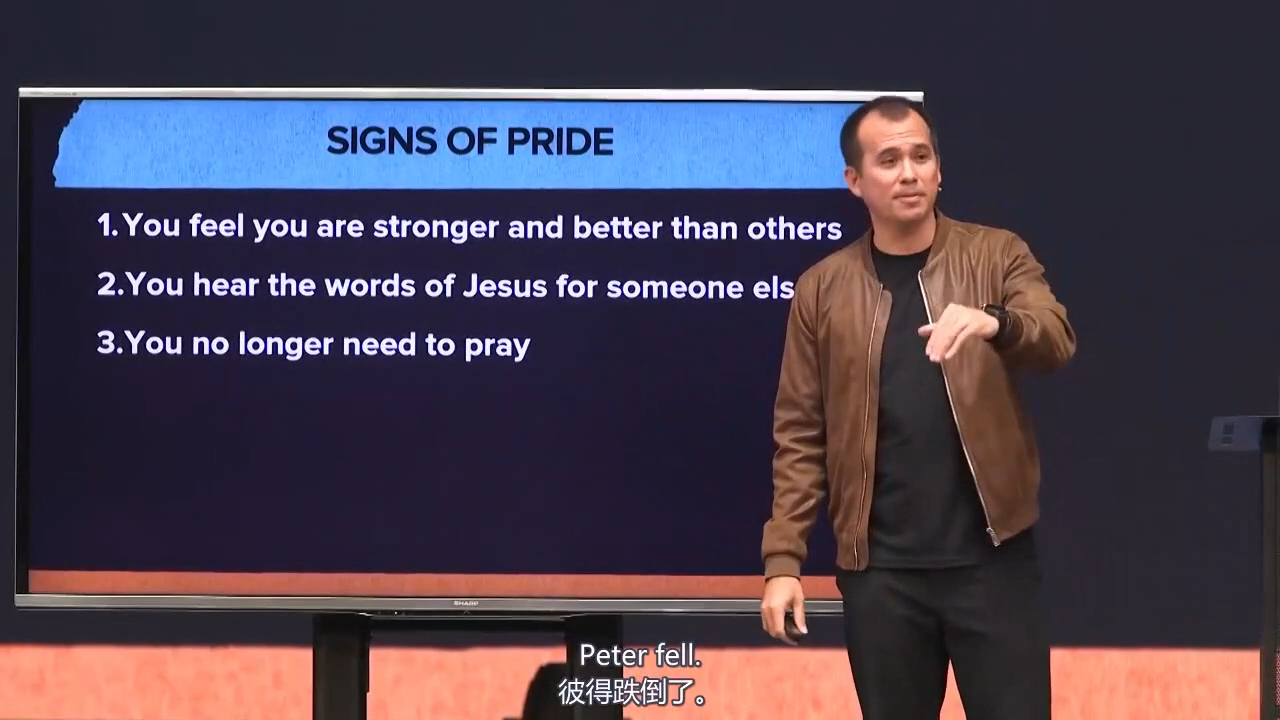 SIGNS OF PRIDE
1. You feel you are stronger and better than others
2. You hear the words of Jesus for someone els
3. You no longer need to pray
SHARP
Peter fell.
彼得跌倒了。